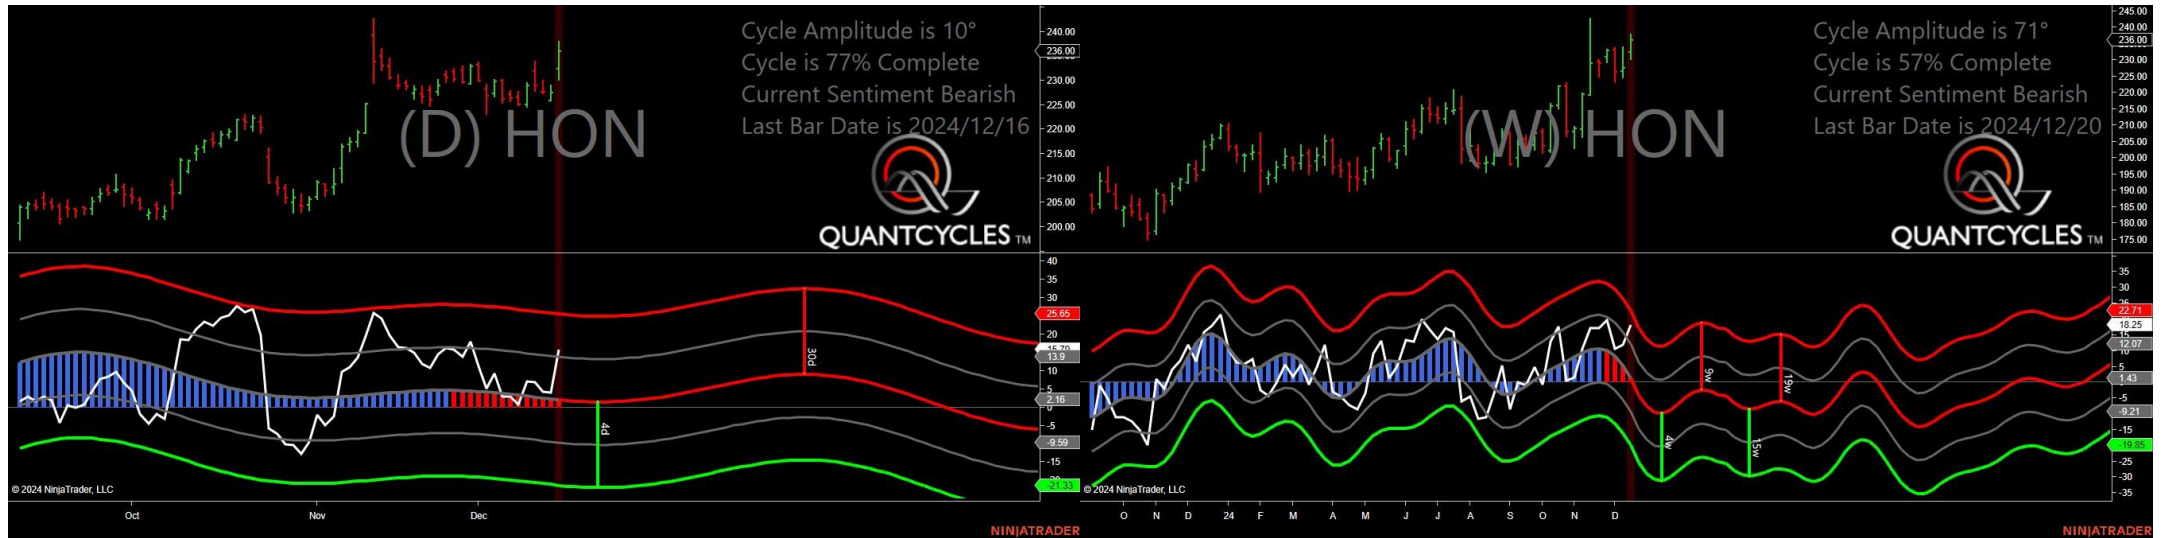 Cycle Amplitude is 10°
Cycle is 77% Complete
Current Sentiment Bearish
Last Bar Date is 2024/12/16
(D) HON
QUANTCYCLES TM
240.00
236.00
230.00
225.00
220.00
215.00
210.00
205.00
200.00
40
35
30
25.65
20
13.9
10
5
2.16
0
-5
-9.59
-15
-21.33
30d
4d
© 2024 NinjaTrader, LLC
Oct
Nov
Dec
NINJATRADER
Cycle Amplitude is 71°
Cycle is 57% Complete
Current Sentiment Bearish
Last Bar Date is 2024/12/20
(W) HON
QUANTCYCLES TM
245.00
240.00
236.00
230.00
225.00
220.00
215.00
210.00
205.00
200.00
195.00
190.00
185.00
180.00
175.00
35
30
22.71
18.25
12.07
5
1.43
-5
-9.21
-15
-19.85
-25
-30
-35
9w
19w
4w
15w
© 2024 NinjaTrader, LLC
O
N
D
24
F
M
A
M
J
J
A
S
O
N
D
NINJATRADER